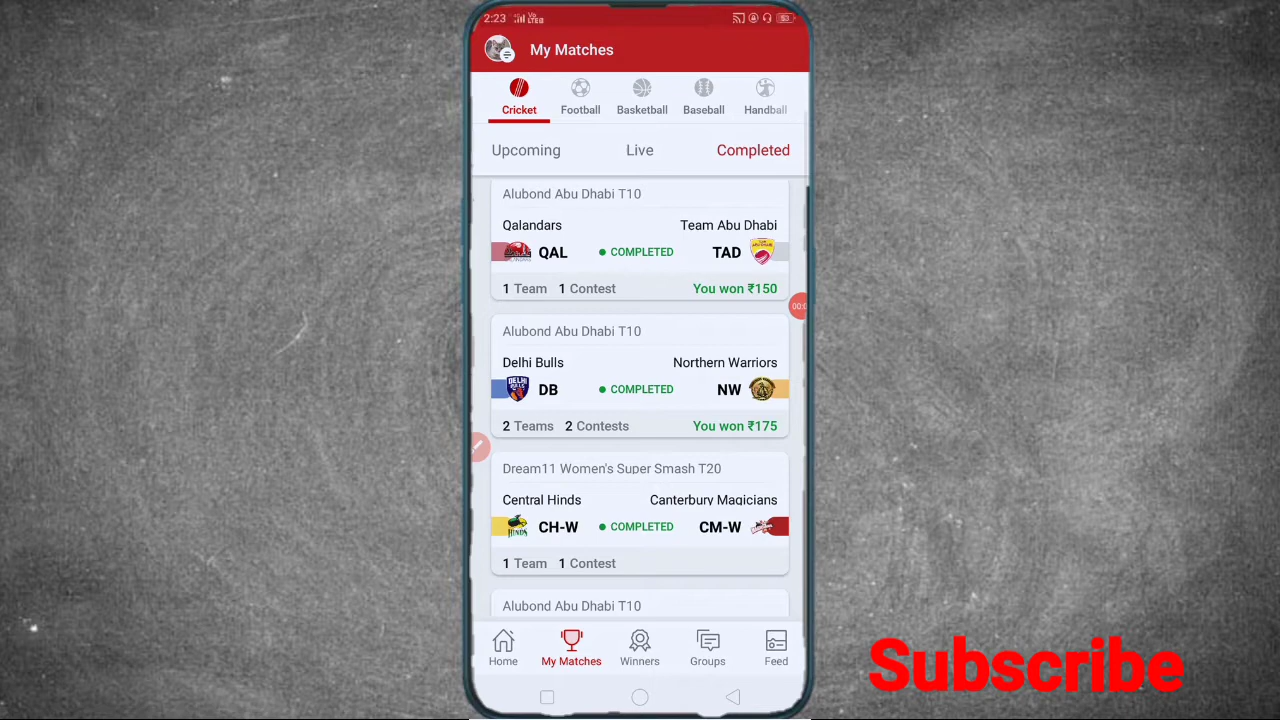 2:23
53
My Matches
Cricket Football Basketball Baseball Handball
Upcoming Live Completed
Alubond Abu Dhabi T10
Qalandars Team Abu Dhabi
QAL COMPLETED TAD
1 Team 1 Contest You won ₹150
00:0
Alubond Abu Dhabi T10
Delhi Bulls Northern Warriors
DB COMPLETED NW
2 Teams 2 Contests You won ₹175
Dream11 Women's Super Smash T20
Central Hinds Canterbury Magicians
CH-W COMPLETED CM-W
1 Team 1 Contest
Alubond Abu Dhabi T10
Home My Matches Winners Groups Feed
Subscribe